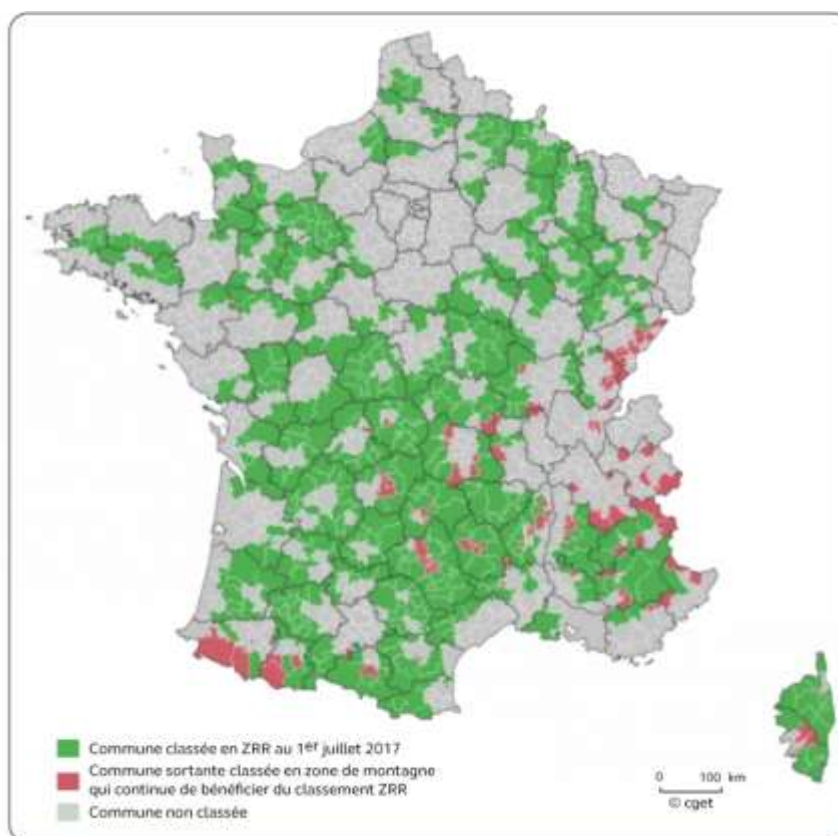 Commune classée en ZRR au 1er juillet 2017
Commune sortante classée en zone de montagne
qui continue de bénéficier du classement ZRR
Commune non classée
0 100 km
© cget